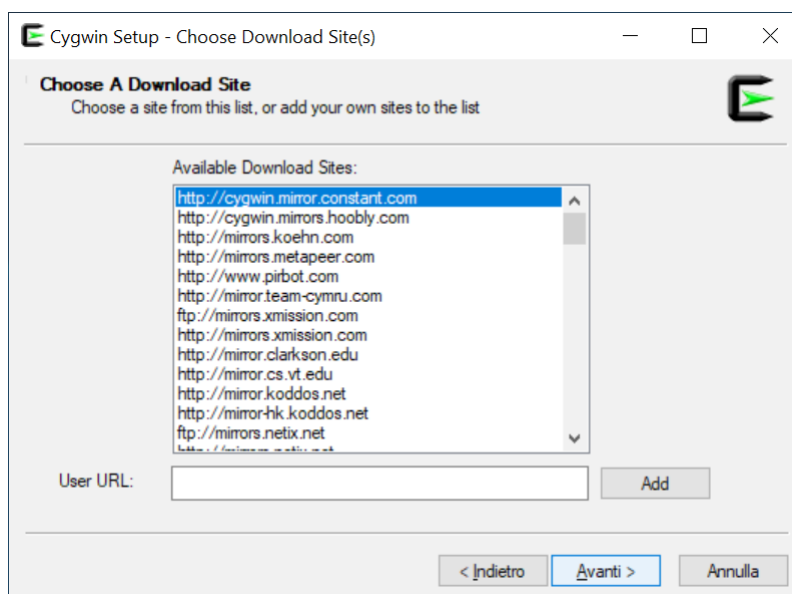 Cygwin Setup - Choose Download Site(s)
Choose A Download Site
Choose a site from this list, or add your own sites to the list
Available Download Sites:
http://cygwin.mirror.constant.com
http://cygwin.mirrors.hoobly.com
http://mirrors.koehn.com
http://mirrors.metapeer.com
http://www.pirbot.com
http://mirror.team-cymru.com
ftp://mirrors.xmission.com
http://mirrors.xmission.com
http://mirror.clarkson.edu
http://mirror.cs.vt.edu
http://mirror.koddos.net
http://mirror-hk.koddos.net
ftp://mirrors.netix.net
http://mirrors.netix.net
User URL:
Add
< Indietro
Avanti >
Annulla